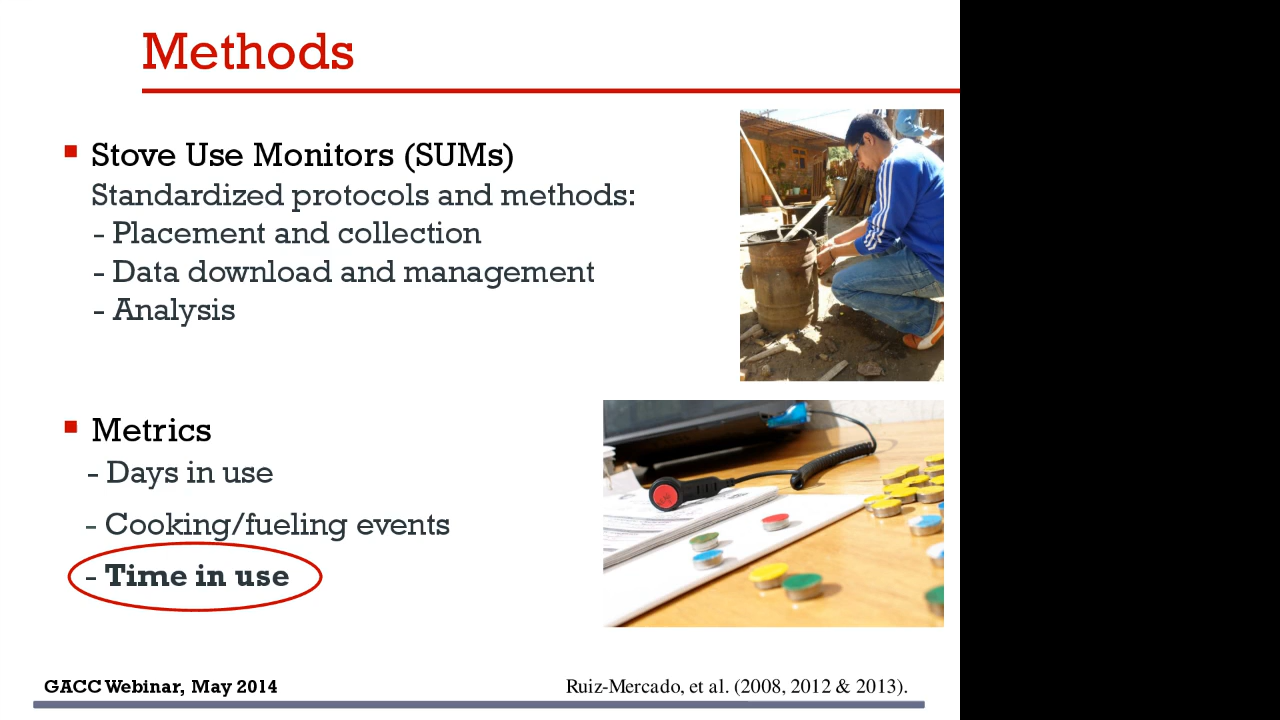 Methods
Stove Use Monitors (SUMs)
Standardized protocols and methods:
- Placement and collection
- Data download and management
- Analysis
Metrics
- Days in use
- Cooking/fueling events
- Time in use
GACC Webinar, May 2014
Ruiz-Mercado, et al. (2008, 2012 & 2013).